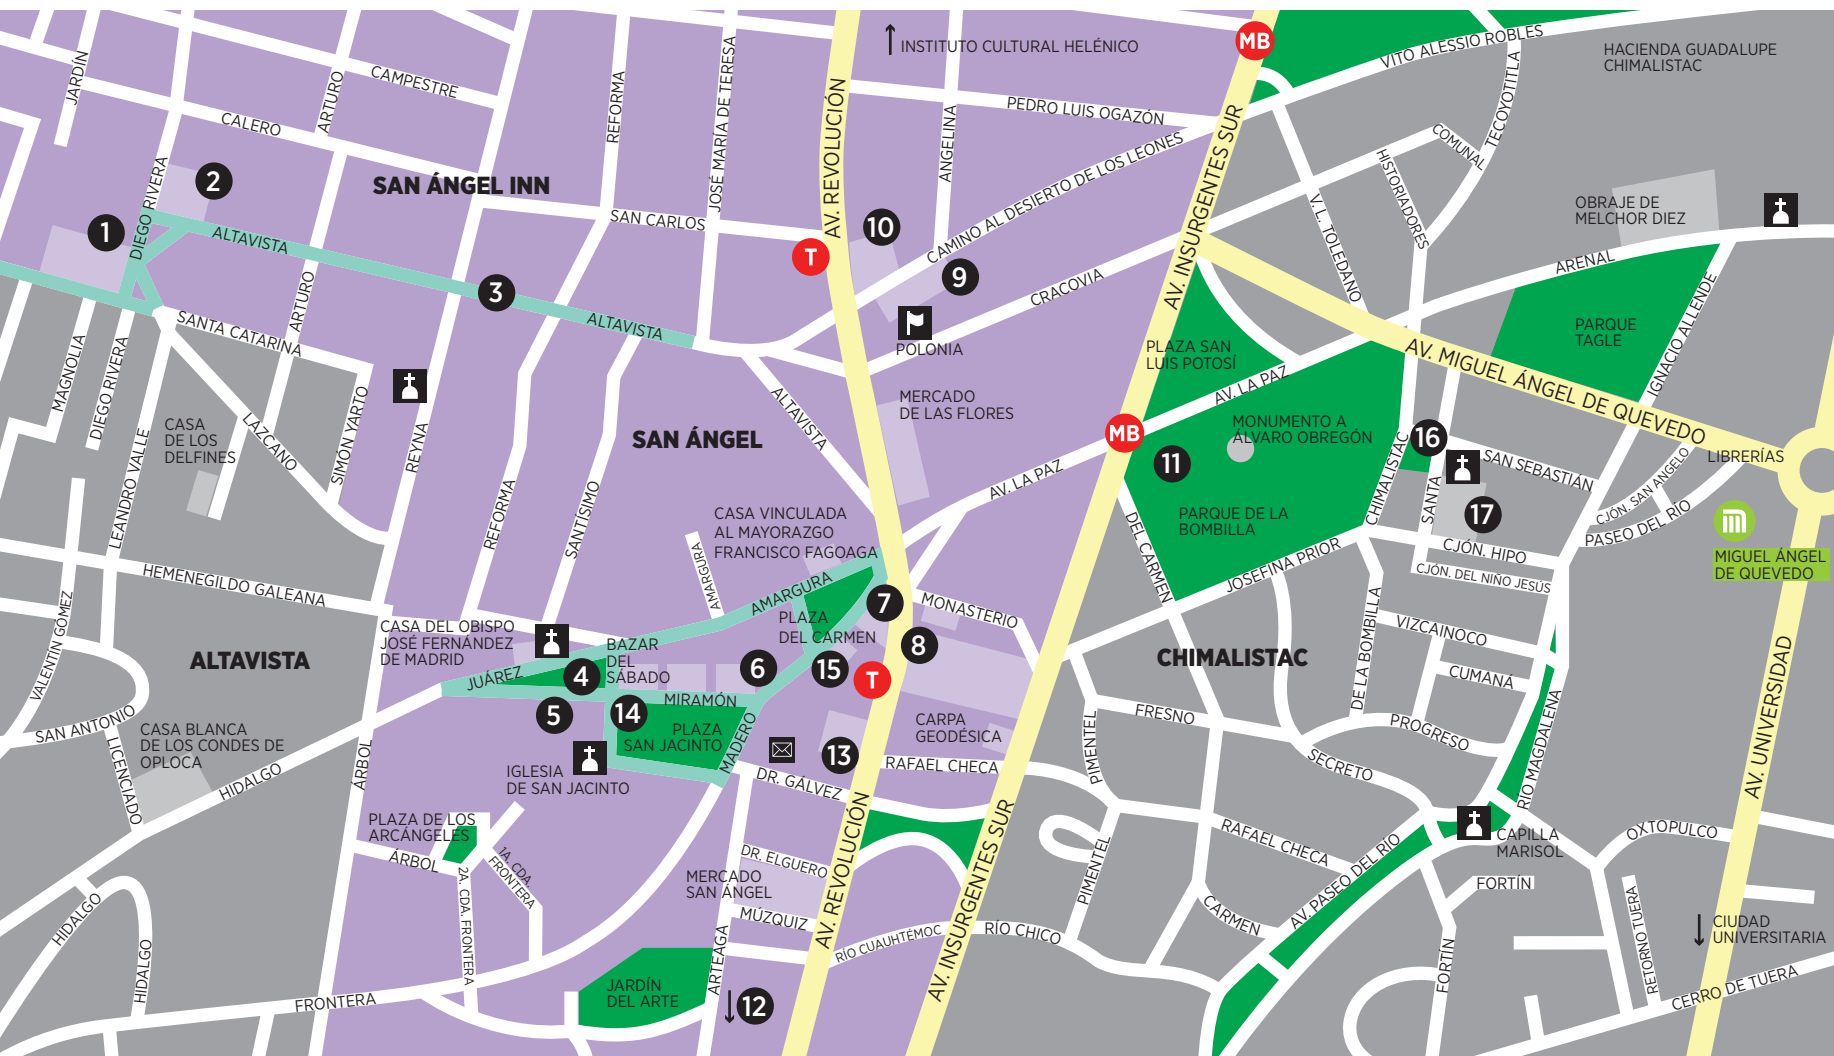 INSTITUTO CULTURAL HELÉNICO
MB
VITO ALESSIO ROBLES
HACIENDA GUADALUPE
CHIMALISTAC
JARDÍN
CAMPESTRE
ARTURO
REFORMA
JOSÉ MARÍA DE TERESA
AV. REVOLUCIÓN
PEDRO LUIS OGAZÓN
AV. INSURGENTES SUR
TECOYOTITLA
COMUNAL
CALERO
ANGELINA
CAMINO AL DESIERTO DE LOS LEONES
HISTORIADORES
DIEGO RIVERA
2
SAN ÁNGEL INN
SAN CARLOS
10
V. L. TOLEDANO
OBRAJE DE
MELCHOR DIEZ
1
ALTAVISTA
T
9
CRACOVIA
ARENAL
3
ARTURO
SANTA CATARINA
ALTAVISTA
POLONIA
PLAZA SAN
LUIS POTOSÍ
PARQUE
TAGLE
IGNACIO ALLENDE
AV. MIGUEL ÁNGEL DE QUEVEDO
MAGNOLIA
DIEGO RIVERA
SIMON YARTO
REYNA
ALTAVISTA
MERCADO
DE LAS FLORES
AV. LA PAZ
CASA
DE LOS
DELFINES
LAZCANO
SAN ÁNGEL
MB
MONUMENTO A
ÁLVARO OBREGÓN
11
16
CHIMALISTAC
SANTA
SAN SEBASTIÁN
17
CJÓN. SAN ANGELO
LIBRERÍAS
LEANDRO VALLE
REFORMA
SANTÍSIMO
AV. LA PAZ
PARQUE DE LA
BOMBILLA
PASEO DEL RÍO
CASA VINCULADA
AL MAYORAZGO
FRANCISCO FAGOAGA
DEL CARMEN
JOSEFINA PRIOR
CJÓN. HIPO
CJÓN. DEL NIÑO JESÚS
MIGUEL ÁNGEL
DE QUEVEDO
HEMENEGILDO GALEANA
AMARGURA
AMARGURA
7
MONASTERIO
VALENTÍN GÓMEZ
CASA DEL OBISPO
JOSÉ FERNÁNDEZ
DE MADRID
BAZAR
DEL
SÁBADO
PLAZA
DEL CARMEN
8
VIZCAINOCO
DE LA BOMBILLA
CUMANÁ
ALTAVISTA
CHIMALISTAC
JUÁREZ
4
6
15
T
5
14
MIRAMÓN
PLAZA
SAN JACINTO
MADERO
CARPA
GEODÉSICA
PIMENTEL
FRESNO
PROGRESO
RÍO MAGDALENA
AV. UNIVERSIDAD
SAN ANTONIO
LICENCIADO
CASA BLANCA
DE LOS CONDES DE
OPLOCA
HIDALGO
ÁRBOL
IGLESIA
DE SAN JACINTO
13
DR. GÁLVEZ
RAFAEL CHECA
SECRETO
PLAZA DE LOS
ARCÁNGELES
ÁRBOL
1A. CDA.
FRONTERA
2A. CDA. FRONTERA
DR. ELGUERO
AV. REVOLUCIÓN
AV. INSURGENTES SUR
PIMENTEL
RAFAEL CHECA
AV. PASEO DEL RÍO
CAPILLA
MARISOL
OXTOPULCO
MERCADO
SAN ÁNGEL
MÚZQUIZ
FORTÍN
CARMEN
HIDALGO
HIDALGO
RÍO CUAUHTÉMOC
RÍO CHICO
FORTÍN
RETORNO TUERA
CIUDAD
UNIVERSITARIA
ARTEAGA
JARDÍN
DEL ARTE
12
FRONTERA
CERRO DE TUERA